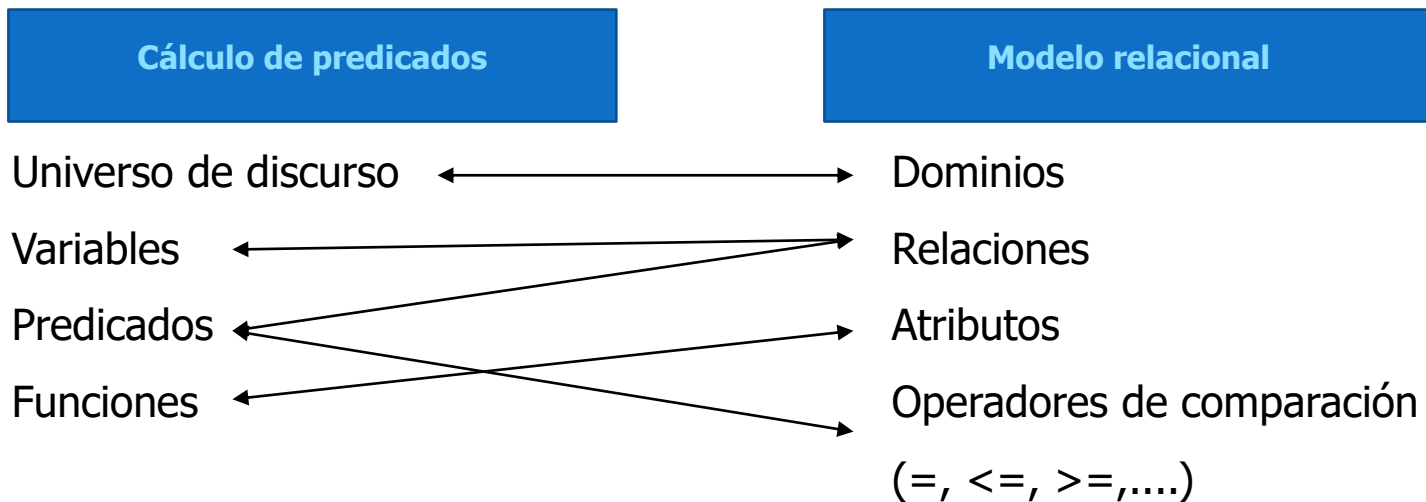 Cálculo de predicados
Modelo relacional
Universo de discurso
Dominios
Variables
Relaciones
Predicados
Atributos
Funciones
Operadores de comparación
(=, <=, >=,....)